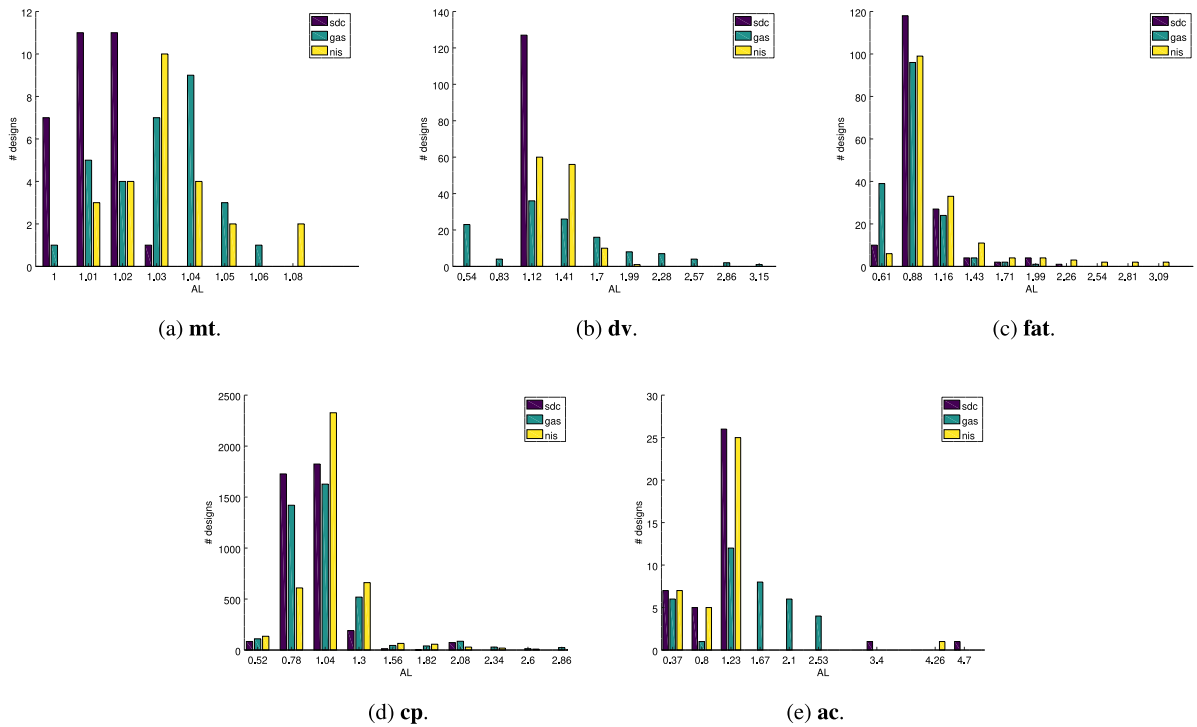 12
10
8
6
4
2
0
# designs
1
1.01
1.02
1.03
1.04
1.05
1.06
1.08
AL
sdc
gas
nis
(a) mt.
140
120
100
80
60
40
20
0
# designs
0.54
0.83
1.12
1.41
1.7
1.99
2.28
2.57
2.86
3.15
AL
sdc
gas
nis
(b) dv.
120
100
80
60
40
20
0
# designs
0.61
0.88
1.16
1.43
1.71
1.99
2.26
2.54
2.81
3.09
AL
sdc
gas
nis
(c) fat.
2500
2000
1500
1000
500
0
# designs
0.52
0.78
1.04
1.3
1.56
1.82
2.08
2.34
2.6
2.86
AL
sdc
gas
nis
(d) cp.
30
25
20
15
10
5
0
# designs
0.37
0.8
1.23
1.67
2.1
2.53
3.4
4.26
4.7
AL
sdc
gas
nis
(e) ac.